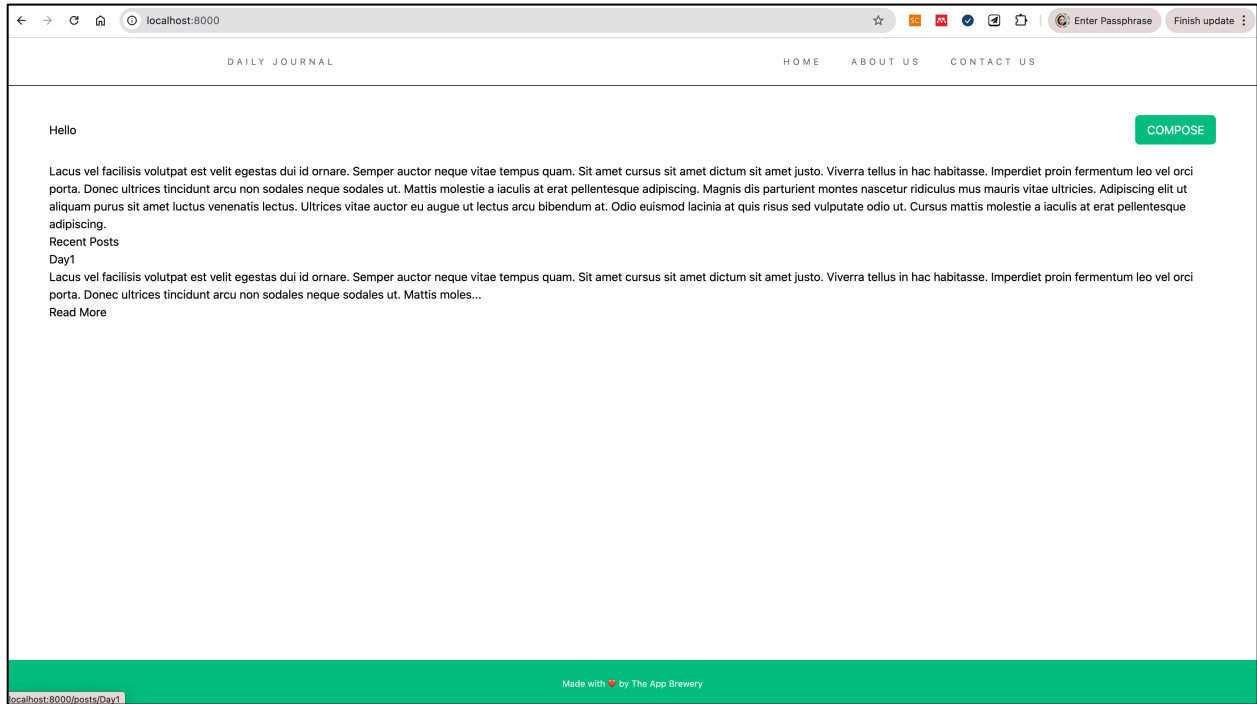 localhost:8000
SC
Enter Passphrase
Finish update
DAILY JOURNAL
HOME ABOUT US CONTACT US
Hello
COMPOSE
Lacus vel facilisis volutpat est velit egestas dui id ornare. Semper auctor neque vitae tempus quam. Sit amet cursus sit amet dictum sit amet justo. Viverra tellus in hac habitasse. Imperdiet proin fermentum leo vel orci
porta. Donec ultrices tincidunt arcu non sodales neque sodales ut. Mattis molestie a iaculis at erat pellentesque adipiscing. Magnis dis parturient montes nascetur ridiculus mus mauris vitae ultricies. Adipiscing elit ut
aliquam purus sit amet luctus venenatis lectus. Ultrices vitae auctor eu augue ut lectus arcu bibendum at. Odio euismod lacinia at quis risus sed vulputate odio ut. Cursus mattis molestie a iaculis at erat pellentesque
adipiscing.
Recent Posts
Day1
Lacus vel facilisis volutpat est velit egestas dui id ornare. Semper auctor neque vitae tempus quam. Sit amet cursus sit amet dictum sit amet justo. Viverra tellus in hac habitasse. Imperdiet proin fermentum leo vel orci
porta. Donec ultrices tincidunt arcu non sodales neque sodales ut. Mattis moles...
Read More
Made with ❤️ by The App Brewery
localhost:8000/posts/Day1